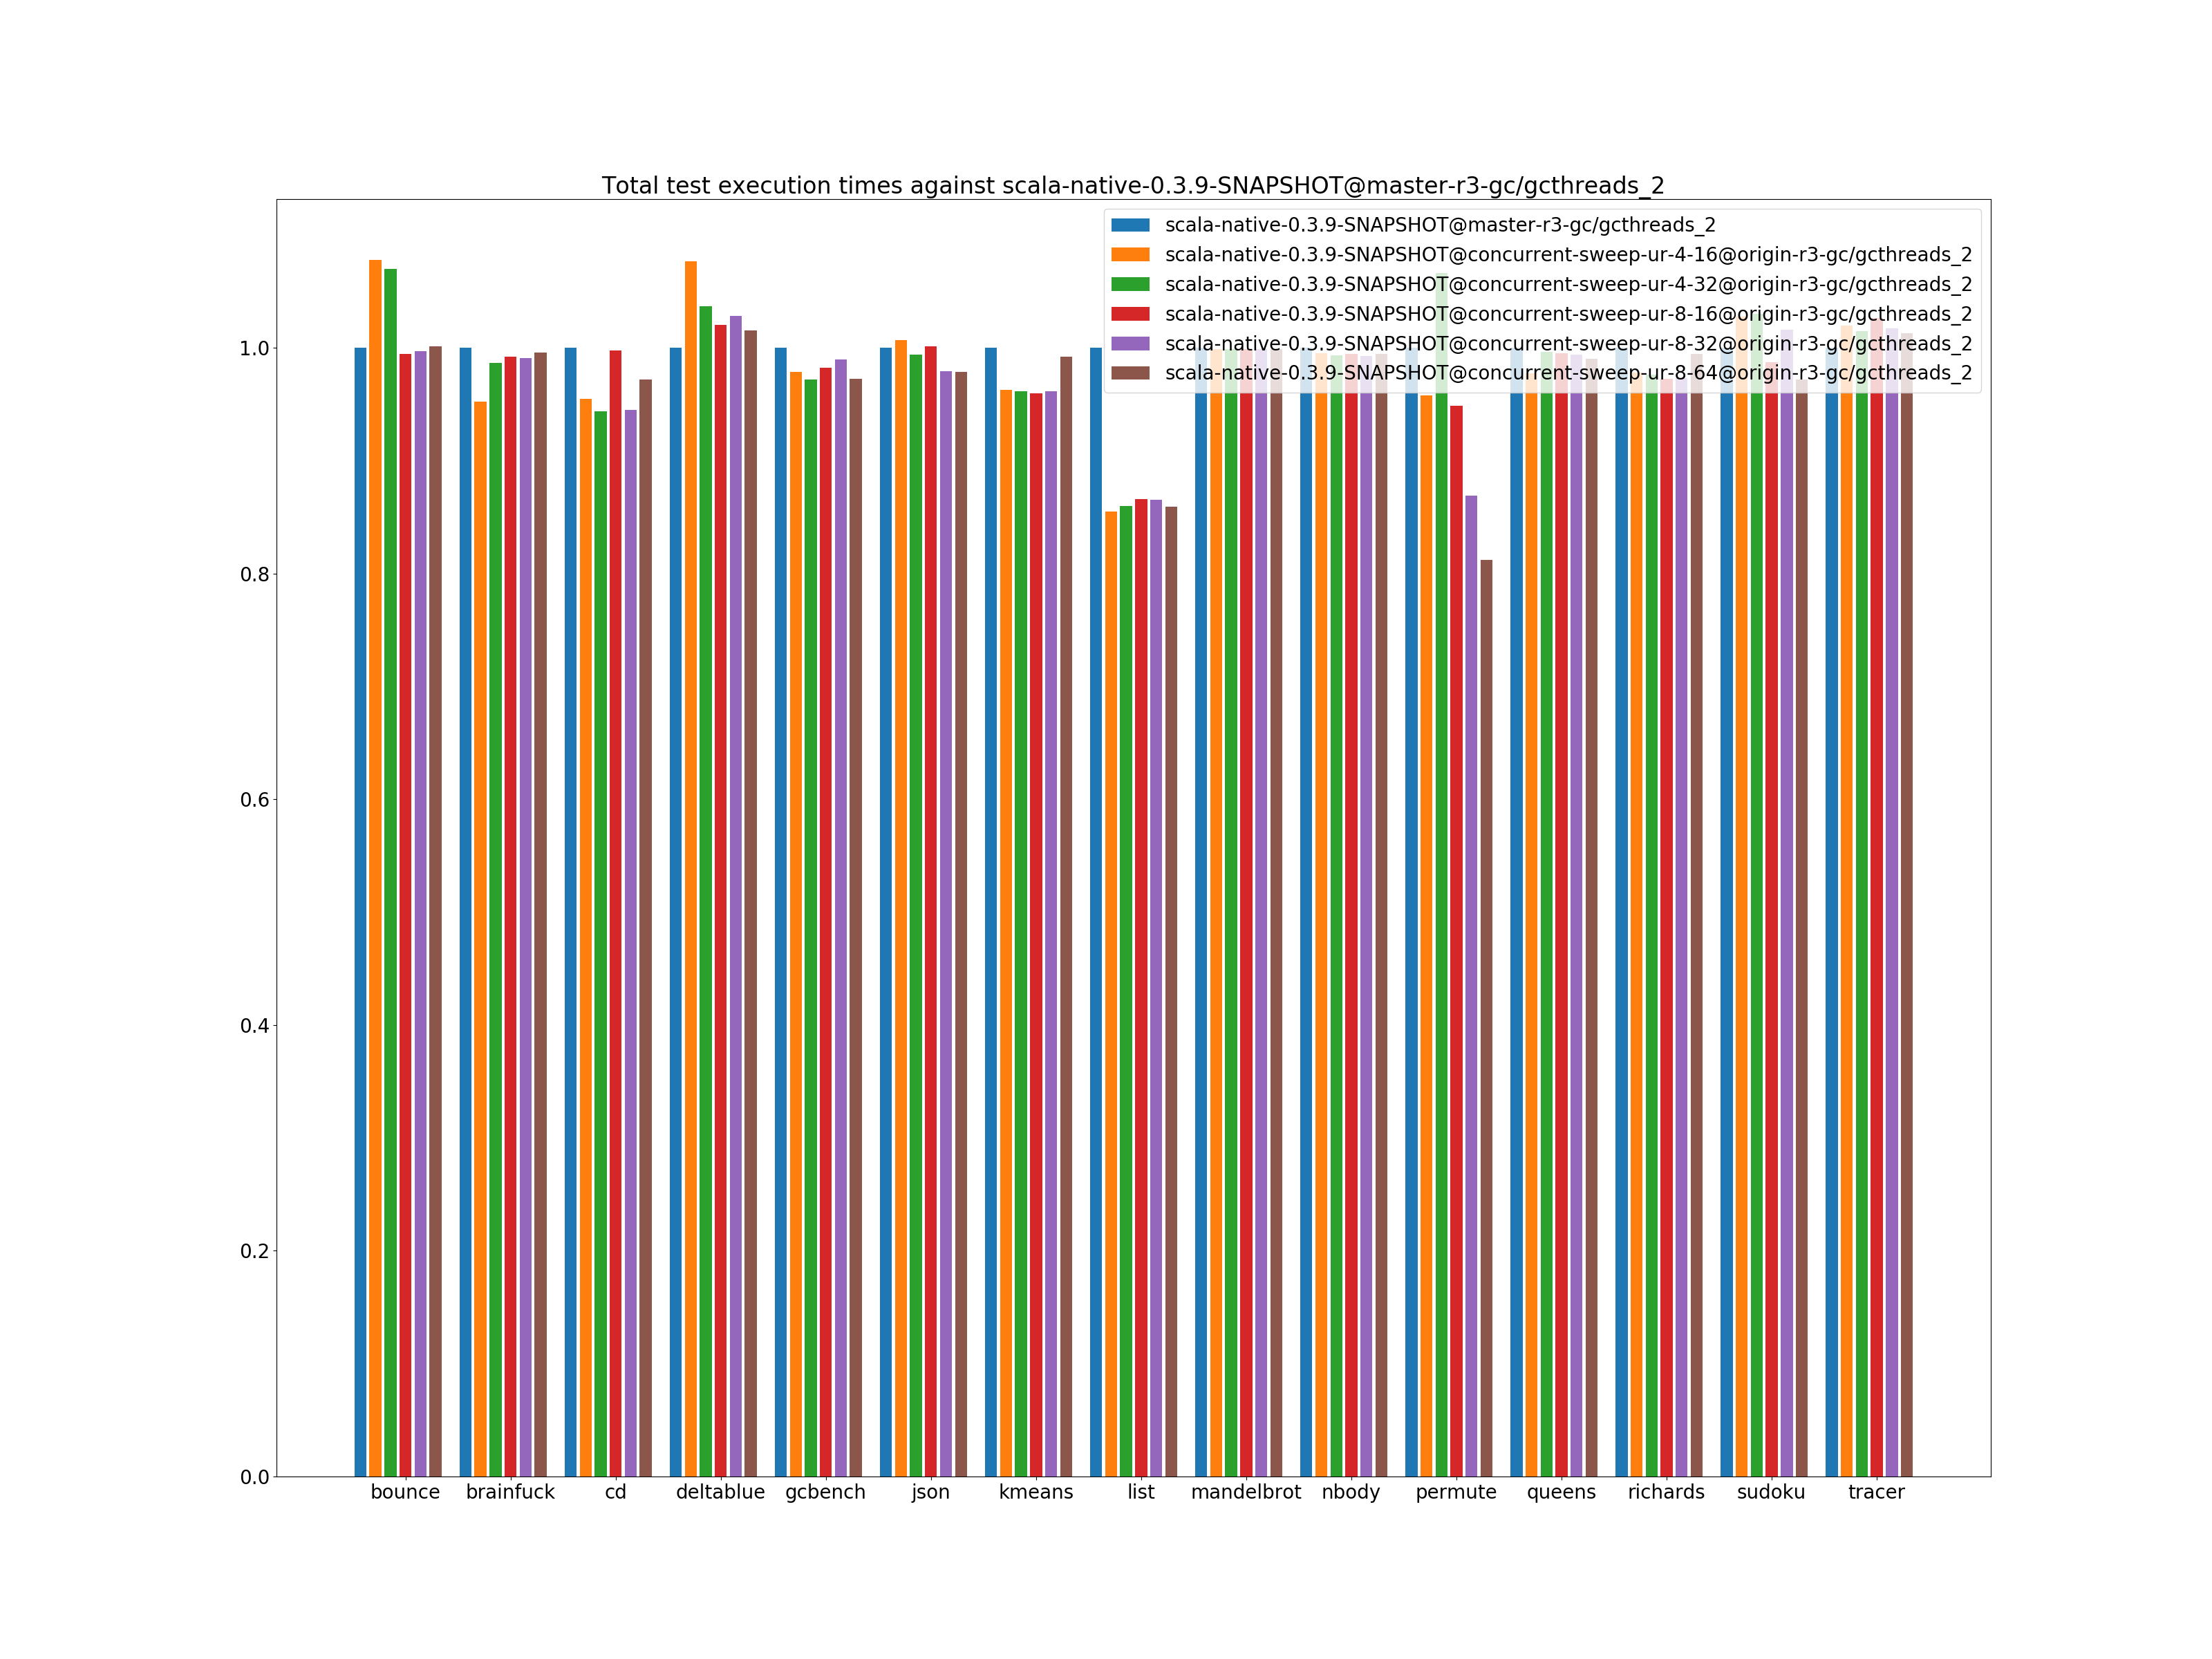 Total test execution times against scala-native-0.3.9-SNAPSHOT@master-r3-gc/gcthreads_2
scala-native-0.3.9-SNAPSHOT@master-r3-gc/gcthreads_2
scala-native-0.3.9-SNAPSHOT@concurrent-sweep-ur-4-16@origin-r3-gc/gcthreads_2
scala-native-0.3.9-SNAPSHOT@concurrent-sweep-ur-4-32@origin-r3-gc/gcthreads_2
scala-native-0.3.9-SNAPSHOT@concurrent-sweep-ur-8-16@origin-r3-gc/gcthreads_2
scala-native-0.3.9-SNAPSHOT@concurrent-sweep-ur-8-32@origin-r3-gc/gcthreads_2
scala-native-0.3.9-SNAPSHOT@concurrent-sweep-ur-8-64@origin-r3-gc/gcthreads_2
1.0
0.8
0.6
0.4
0.2
0.0
bounce brainfuck cd deltablue gcbench json kmeans list mandelbrot nbody permute queens richards sudoku tracer